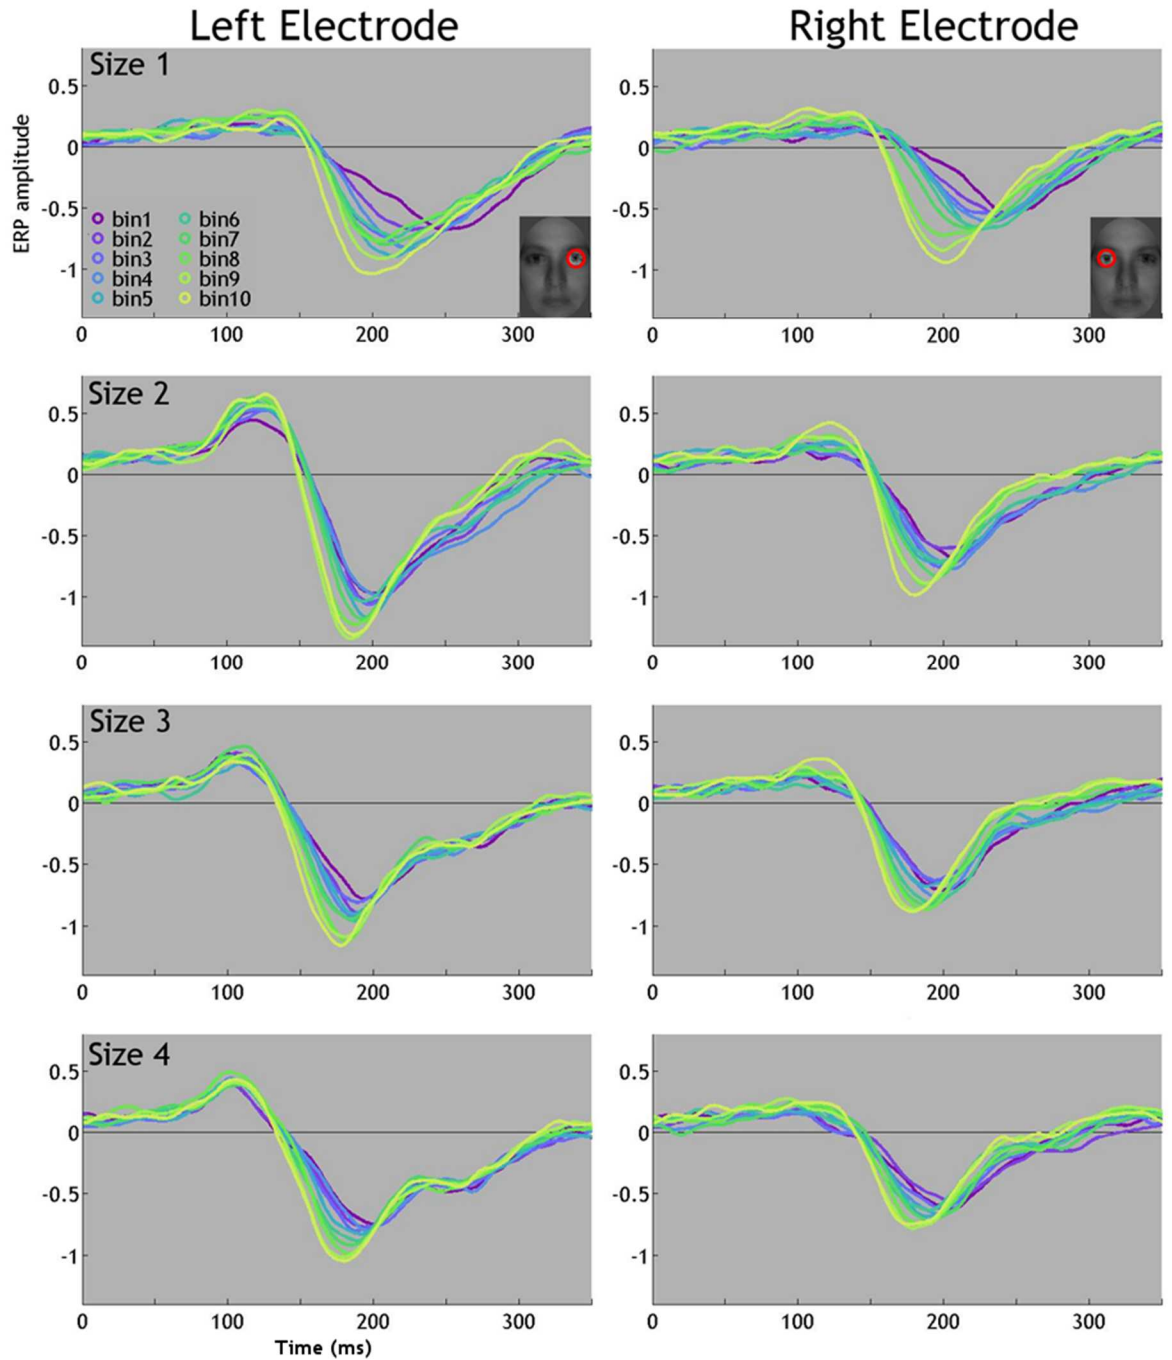 Left Electrode Right Electrode
Size 1
0.5 0.5
0 0
-0.5 -0.5
-1 -1
ERP amplitude
bin1 bin6
bin2 bin7
bin3 bin8
bin4 bin9
bin5 bin10
0 100 200 300 0 100 200 300
Size 2
0.5 0.5
0 0
-0.5 -0.5
-1 -1
0 100 200 300 0 100 200 300
Size 3
0.5 0.5
0 0
-0.5 -0.5
-1 -1
0 100 200 300 0 100 200 300
Size 4
0.5 0.5
0 0
-0.5 -0.5
-1 -1
0 100 200 300 0 100 200 300
Time (ms)